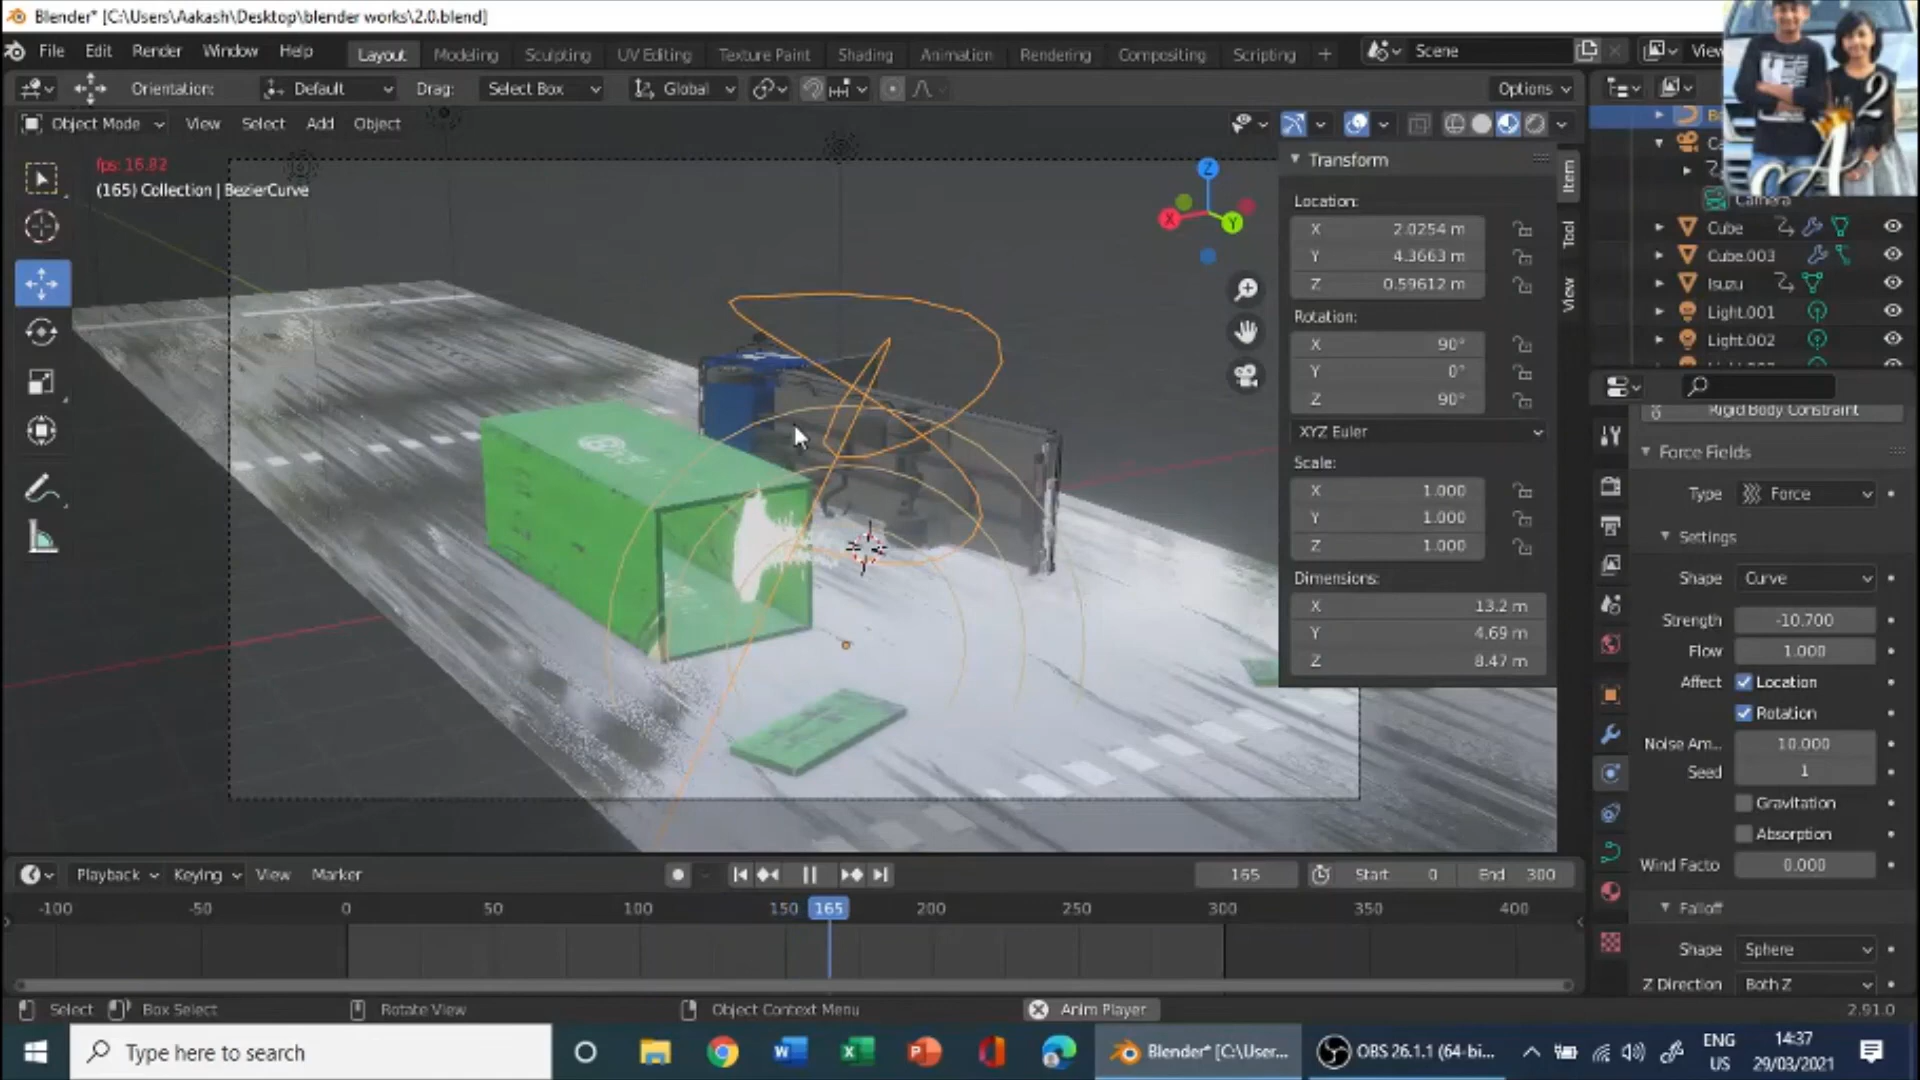 Blender* [C:\Users\Aakash\Desktop\blender works\2.0.blend]
File Edit Render Window Help Layout Modeling Sculpting UV Editing Texture Paint Shading Animation Rendering Compositing Scripting + Scene
Orientation: Default Drag: Select Box Global Options
Object Mode View Select Add Object
fps: 16.82
(165) Collection | BezierCurve
Z
X
Y
Transform
Location:
X 2.0254 m
Y 4.3663 m
Z 0.59612 m
Rotation:
X 90°
Y 0°
Z 90°
XYZ Euler
Scale:
X 1.000
Y 1.000
Z 1.000
Dimensions:
X 13.2 m
Y 4.69 m
Z 8.47 m
Item
Tool
View
2
A
Camera
Cube
Cube.003
Isuzu
Light.001
Light.002
Rigid Body Constraint
Force Fields
Type Force
Settings
Shape Curve
Strength -10.700
Flow 1.000
Affect Location
Rotation
Noise Am... 10.000
Seed 1
Gravitation
Absorption
Wind Facto 0.000
Falloff
Shape Sphere
Z Direction Both Z
Playback Keying View Marker 165 Start 0 End 300
-100 -50 0 50 100 150 165 200 250 300 350 400
Select Box Select Rotate View Object Context Menu Anim Player 2.91.0
Type here to search
Blender* [C:\User...
OBS 26.1.1 (64-bi...
ENG
US
14:37
29/03/2021